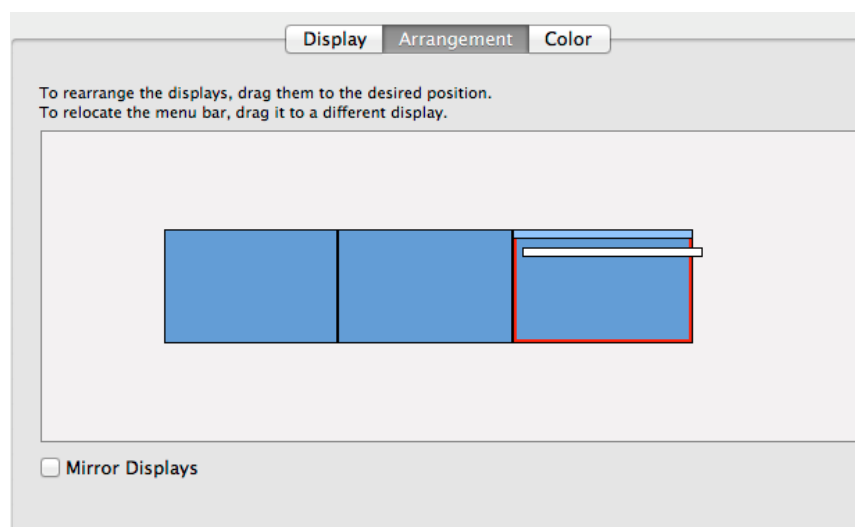 Display Arrangement Color
To rearrange the displays, drag them to the desired position.
To relocate the menu bar, drag it to a different display.
Mirror Displays